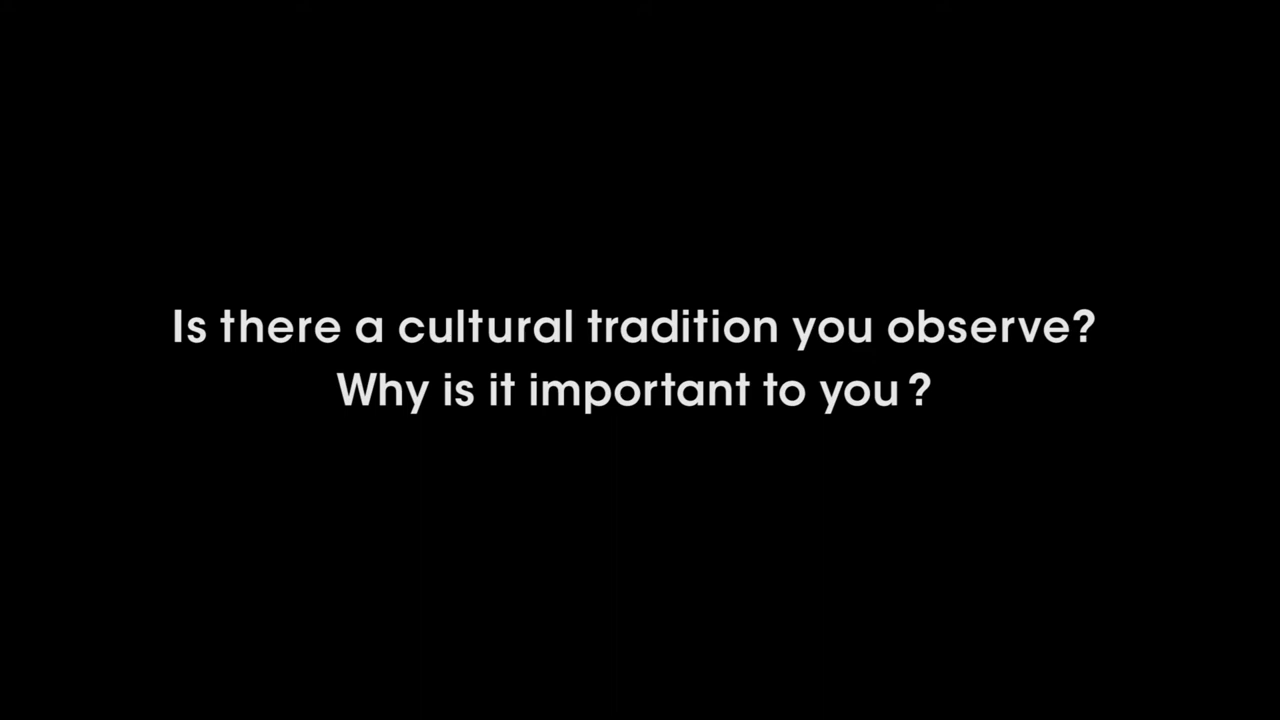 Is there a cultural tradition you observe?
Why is it important to you ?